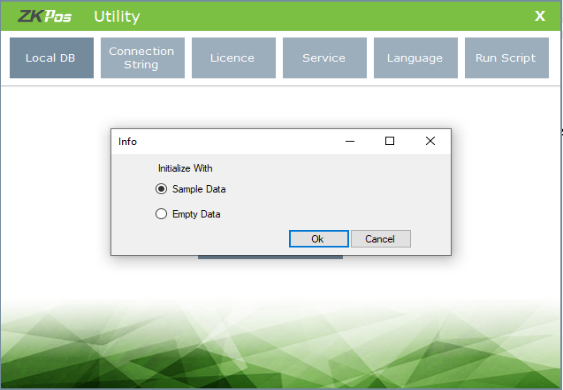 ZKPos Utility X
Local DB
Connection
String
Licence
Service
Language
Run Script
Info
Initialize With
Sample Data
Empty Data
Ok
Cancel